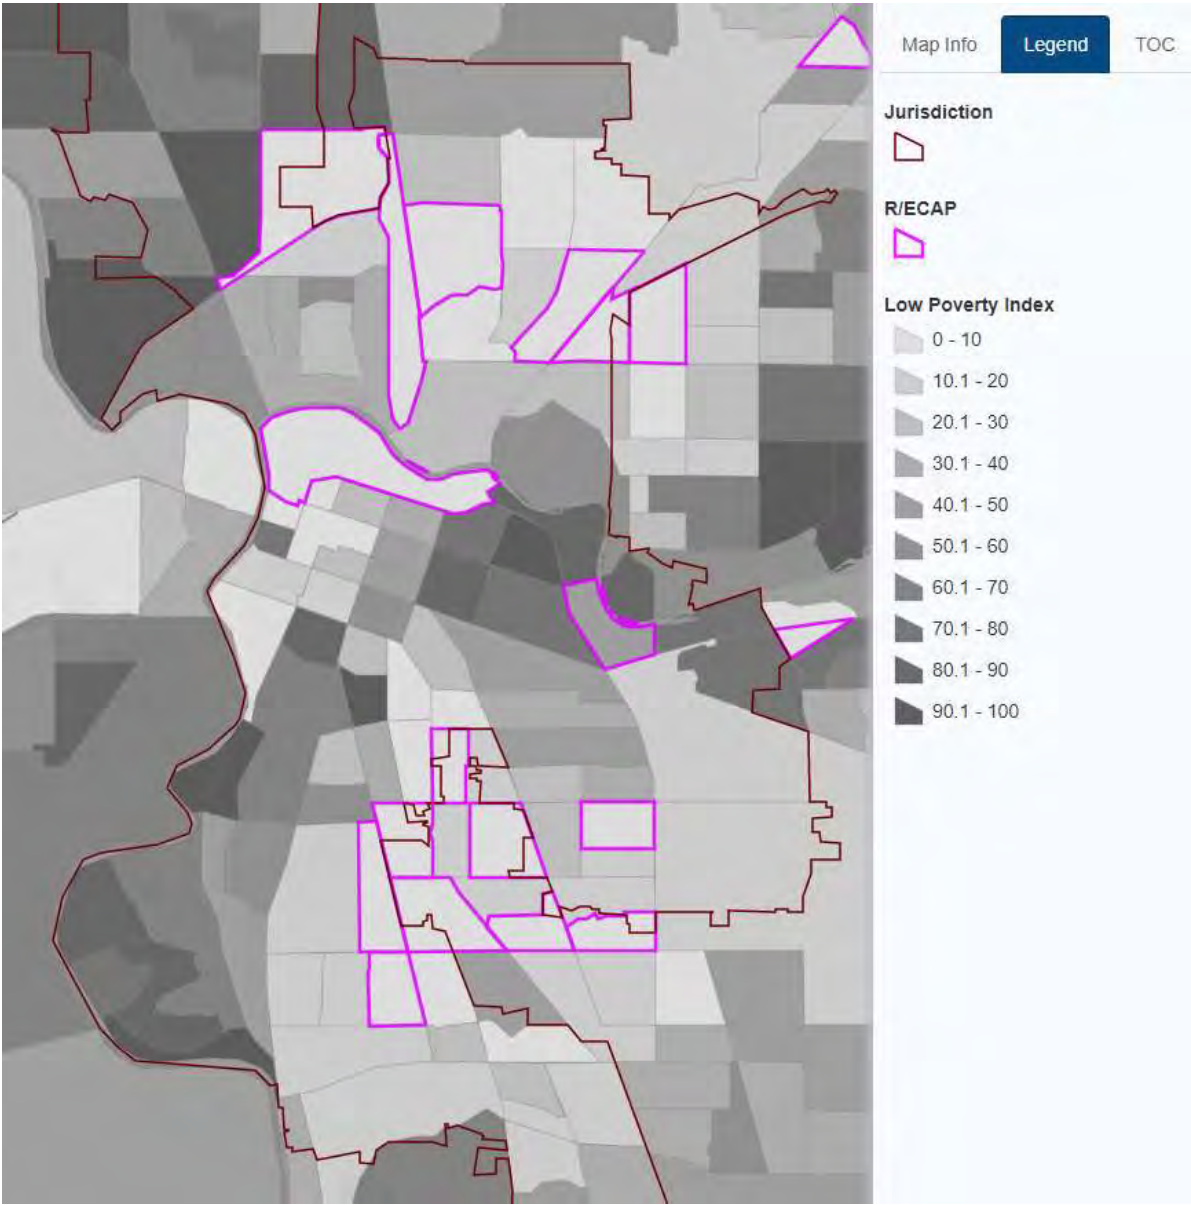 Map Info Legend TOC
Jurisdiction
R/ECAP
Low Poverty Index
0 - 10
10.1 - 20
20.1 - 30
30.1 - 40
40.1 - 50
50.1 - 60
60.1 - 70
70.1 - 80
80.1 - 90
90.1 - 100